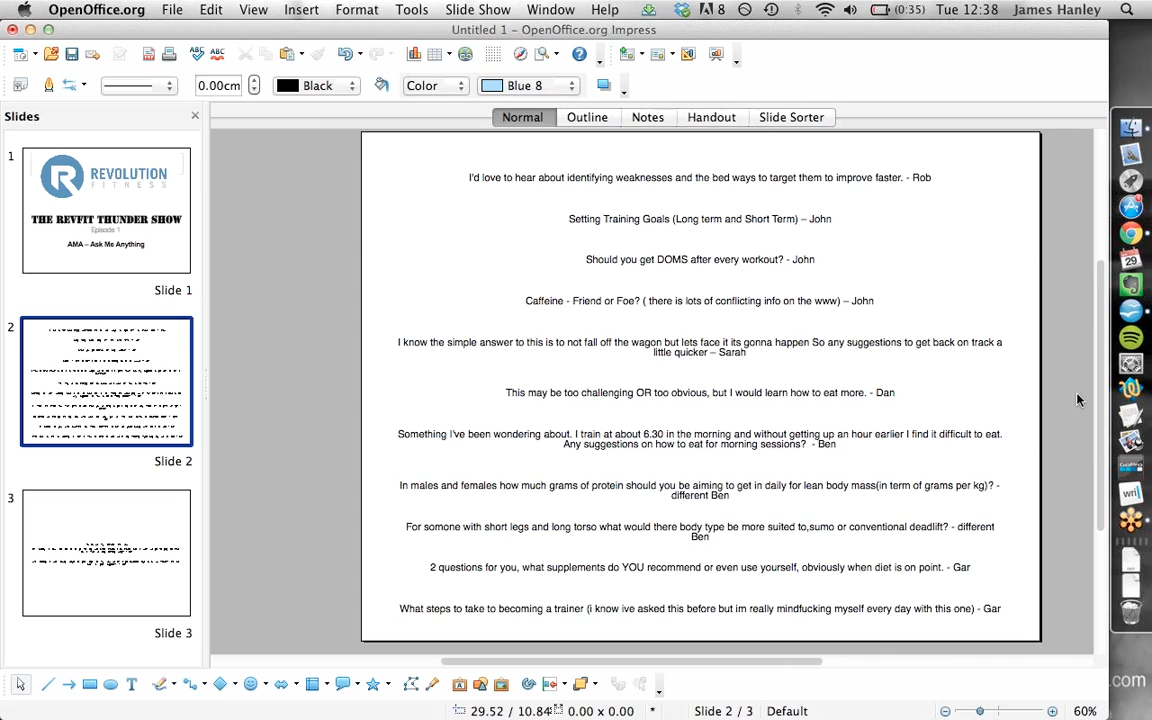 OpenOffice.org File Edit View Insert Format Tools Slide Show Window Help 8 (0:35) Tue 12:38 James Hanley
Untitled 1 - OpenOffice.org Impress
0.00cm Black Color Blue 8
Slides
Normal Outline Notes Handout Slide Sorter
1
REVOLUTION
FITNESS
THE REVFIT THUNDER SHOW
Episode 1
AMA – Ask Me Anything
Slide 1
2
Slide 2
3
Slide 3
I'd love to hear about identifying weaknesses and the bed ways to target them to improve faster. - Rob
Setting Training Goals (Long term and Short Term) – John
Should you get DOMS after every workout? - John
Caffeine - Friend or Foe? ( there is lots of conflicting info on the www) – John
I know the simple answer to this is to not fall off the wagon but lets face it its gonna happen So any suggestions to get back on track a
little quicker – Sarah
This may be too challenging OR too obvious, but I would learn how to eat more. - Dan
Something I've been wondering about. I train at about 6.30 in the morning and without getting up an hour earlier I find it difficult to eat.
Any suggestions on how to eat for morning sessions? - Ben
In males and females how much grams of protein should you be aiming to get in daily for lean body mass(in term of grams per kg)? -
different Ben
For somone with short legs and long torso what would there body type be more suited to,sumo or conventional deadlift? - different
Ben
2 questions for you, what supplements do YOU recommend or even use yourself, obviously when diet is on point. - Gar
What steps to take to becoming a trainer (i know ive asked this before but im really mindfucking myself every day with this one) - Gar
29.52 / 10.84 0.00 x 0.00 * Slide 2 / 3 Default 60%
.com